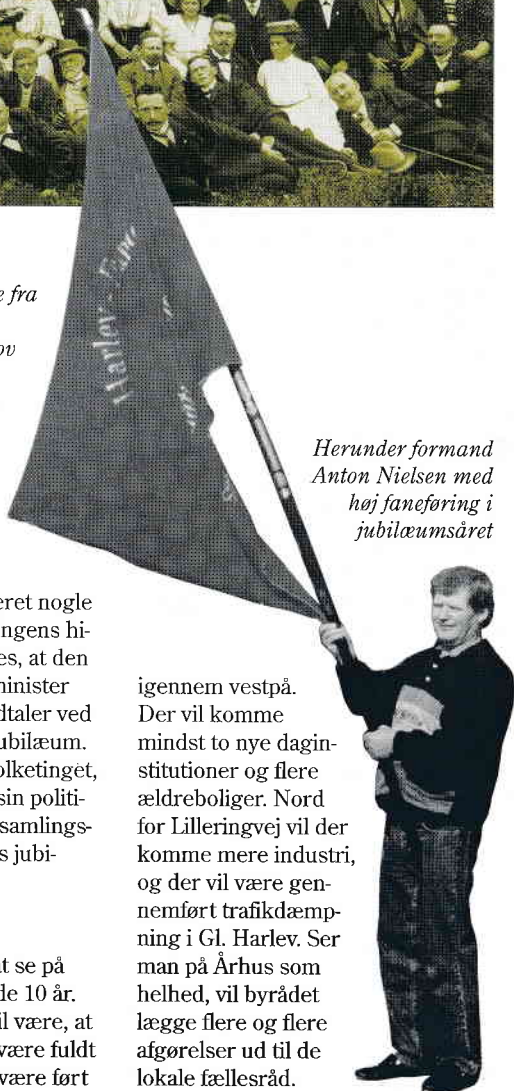 Harlev -
e fra
ov
Herunder formand
Anton Nielsen med
høj faneføring i
jubilæumsåret
eret nogle
ngens hi-
es, at den
ninister
ltaler ved
ubilæum.
olketinget,
sin politi-
samlings-
s jubi-
t se på
de 10 år.
il være, at
være fuldt
være ført
igennem vestpå.
Der vil komme
mindst to nye dagin-
stitutioner og flere
ældreboliger. Nord
for Lilleringvej vil der
komme mere industri,
og der vil være gen-
nemført trafikdæmp-
ning i Gl. Harlev. Ser
man på Århus som
helhed, vil byrådet
lægge flere og flere
afgørelser ud til de
lokale fællesråd.